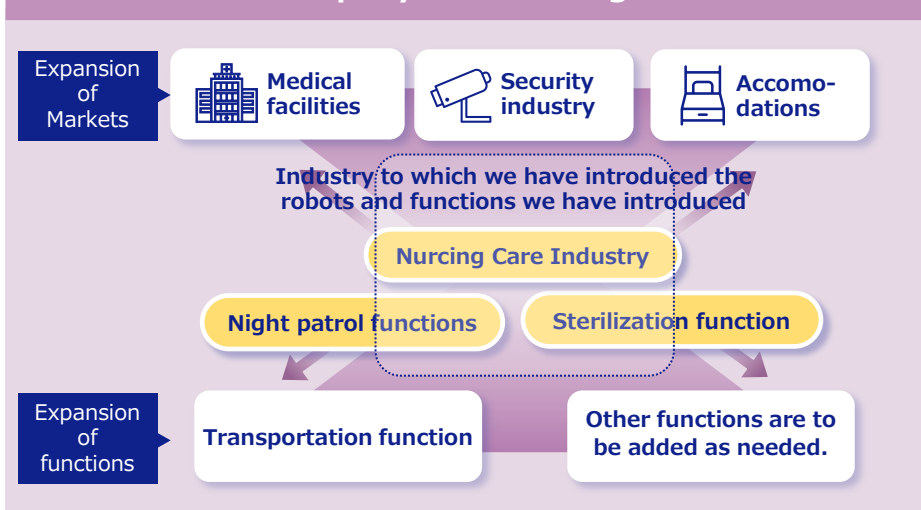 Expansion
of
Markets
Medical
facilities
Security
industry
Accomo-
dations
Industry to which we have introduced the
robots and functions we have introduced
Nurcing Care Industry
Night patrol functions
Sterilization function
Expansion
of
functions
Transportation function
Other functions are to
be added as needed.